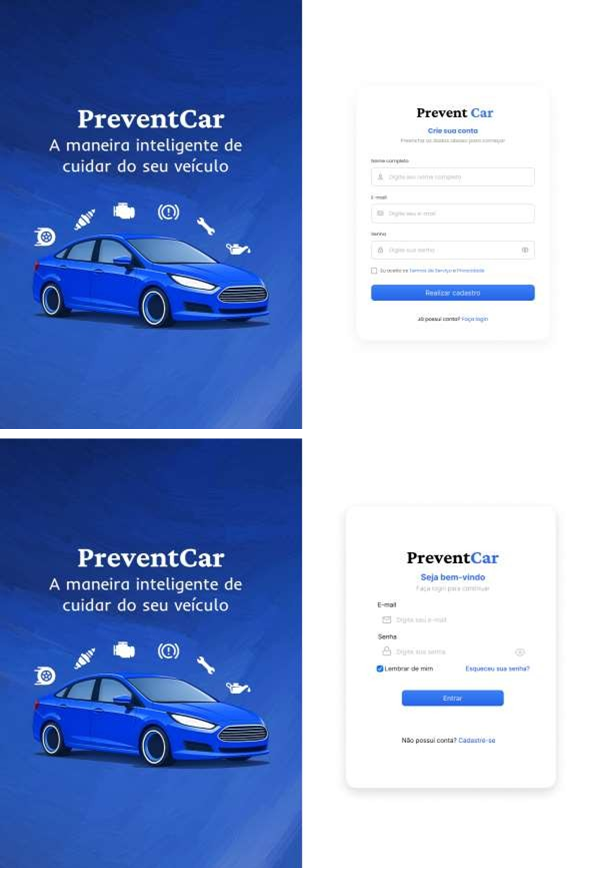 PreventCar
A maneira inteligente de
cuidar do seu veículo
Prevent Car
Crie sua conta
Preencha os dados abaixo para começar
Nome completo
Digite seu nome completo
E-mail
Digite seu e-mail
Senha
Digite sua senha
Eu aceito os Termos de Serviço e Privacidade
Realizar cadastro
Já possui conta? Faça login
PreventCar
A maneira inteligente de
cuidar do seu veículo
PreventCar
Seja bem-vindo
Faça login para continuar
E-mail
Digite seu e-mail
Senha
Digite sua senha
Lembrar de mim Esqueceu sua senha?
Entrar
Não possui conta? Cadastre-se